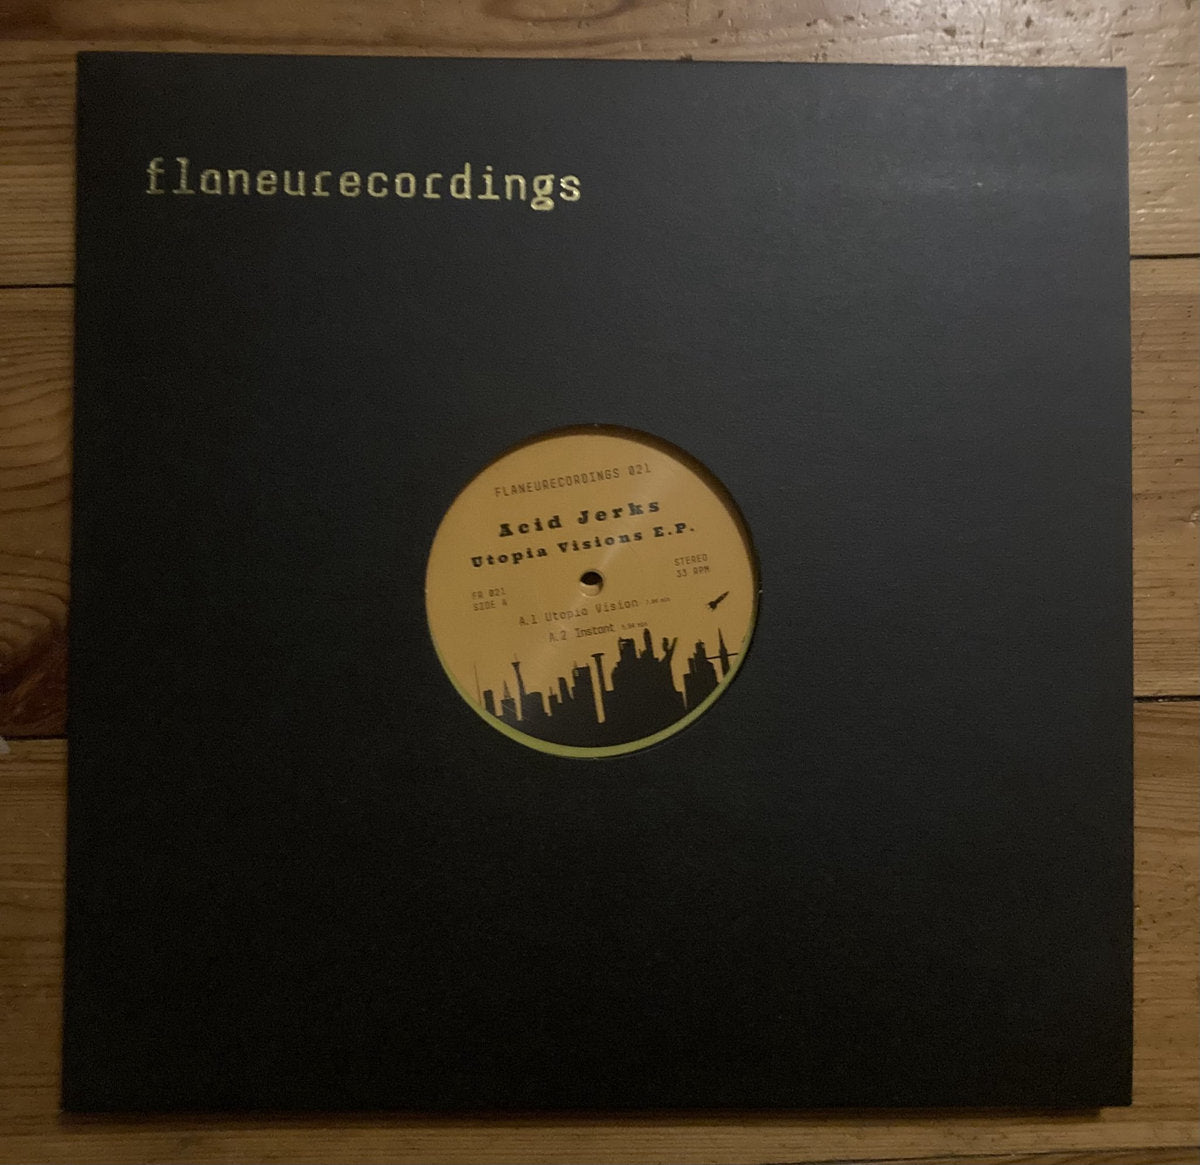 flaneurecordings
FLANEURECORDINGS 021
Acid Jerks
Utopia Visions E.P.
STEREO
33 RPM
FR 021
SIDE A
A.1 Utopia Vision
A.2 Instant